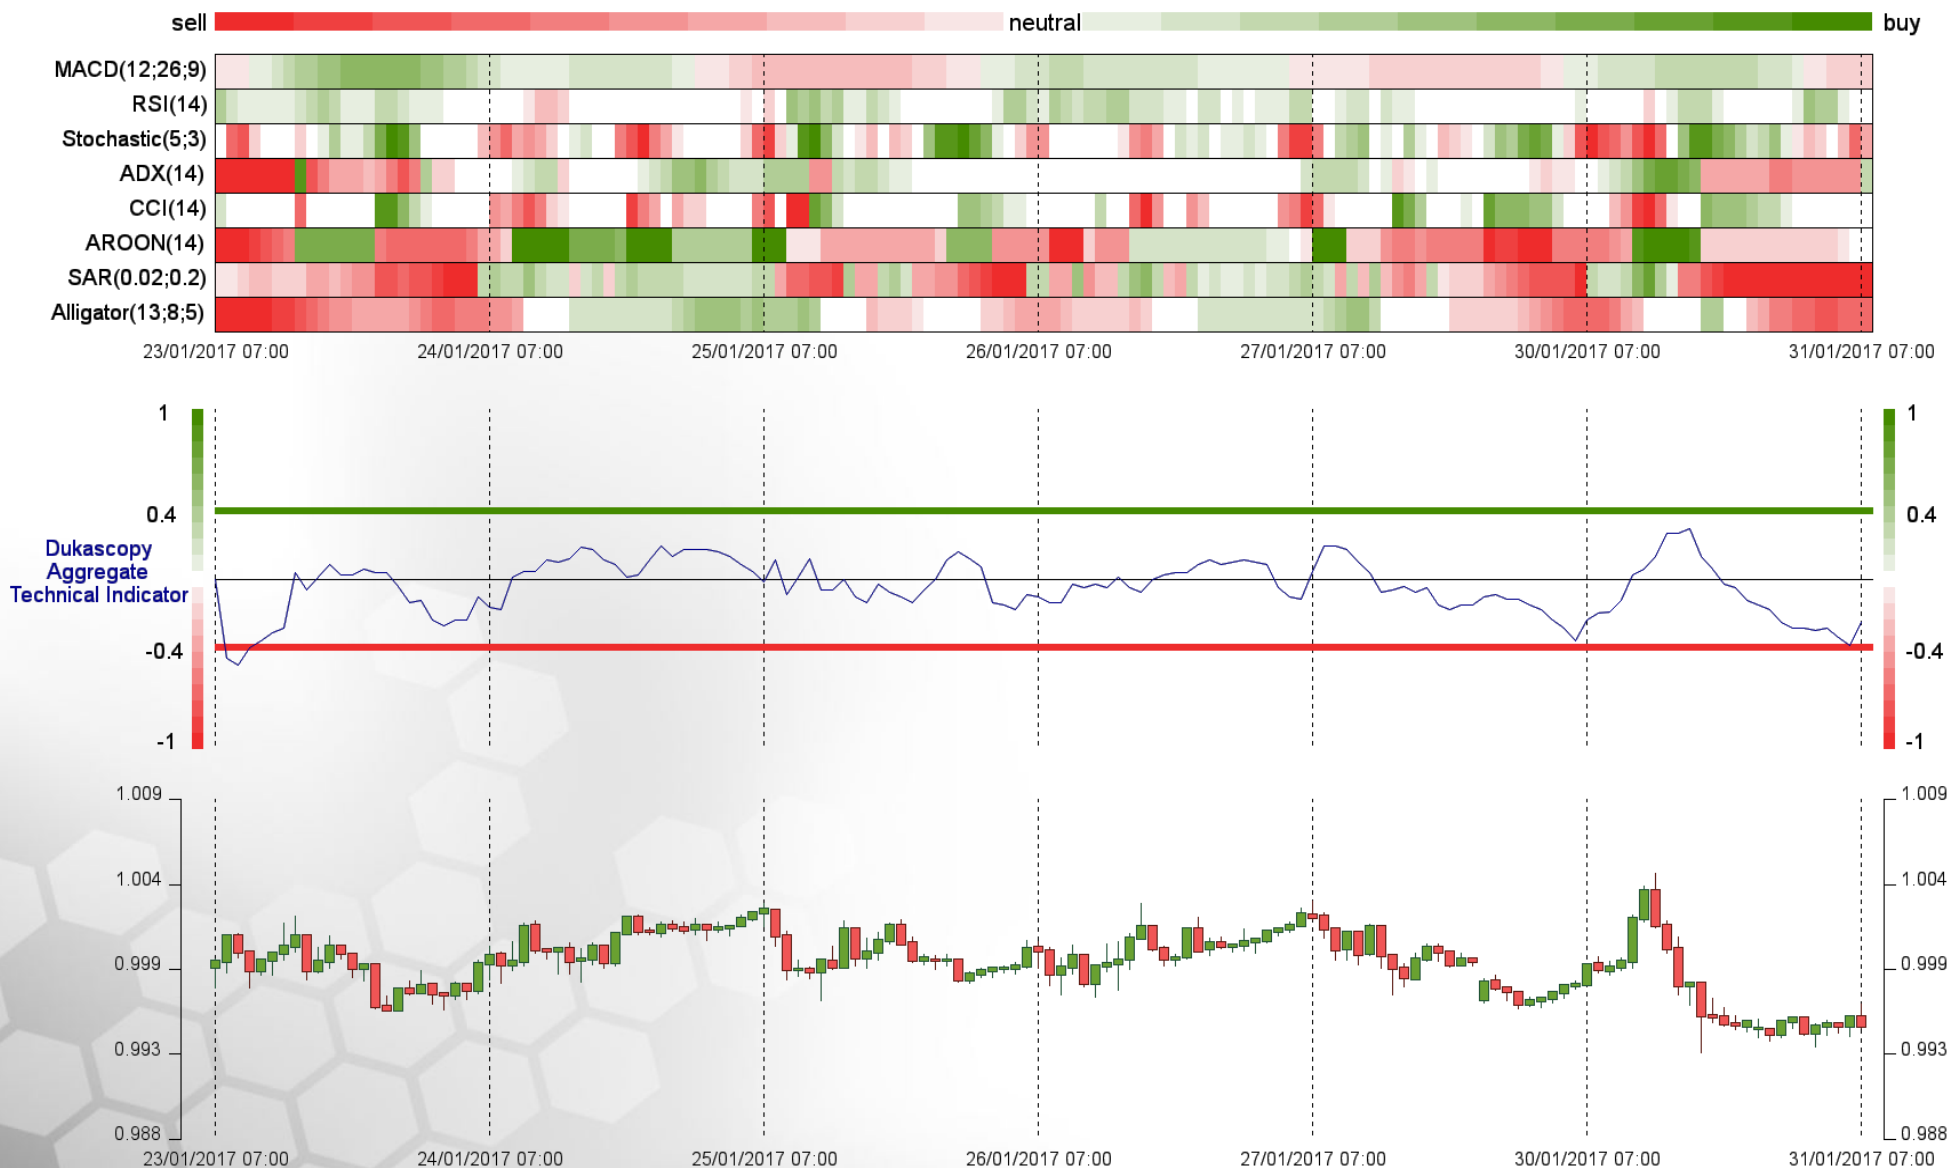 sell neutral buy
MACD(12;26;9)
RSI(14)
Stochastic(5;3)
ADX(14)
CCI(14)
AROON(14)
SAR(0.02;0.2)
Alligator(13;8;5)
23/01/2017 07:00 24/01/2017 07:00 25/01/2017 07:00 26/01/2017 07:00 27/01/2017 07:00 30/01/2017 07:00 31/01/2017 07:00
1 1
0.4 0.4
Dukascopy
Aggregate
Technical Indicator
-0.4 -0.4
-1 -1
1.009 1.009
1.004 1.004
0.999 0.999
0.993 0.993
0.988 0.988
23/01/2017 07:00 24/01/2017 07:00 25/01/2017 07:00 26/01/2017 07:00 27/01/2017 07:00 30/01/2017 07:00 31/01/2017 07:00